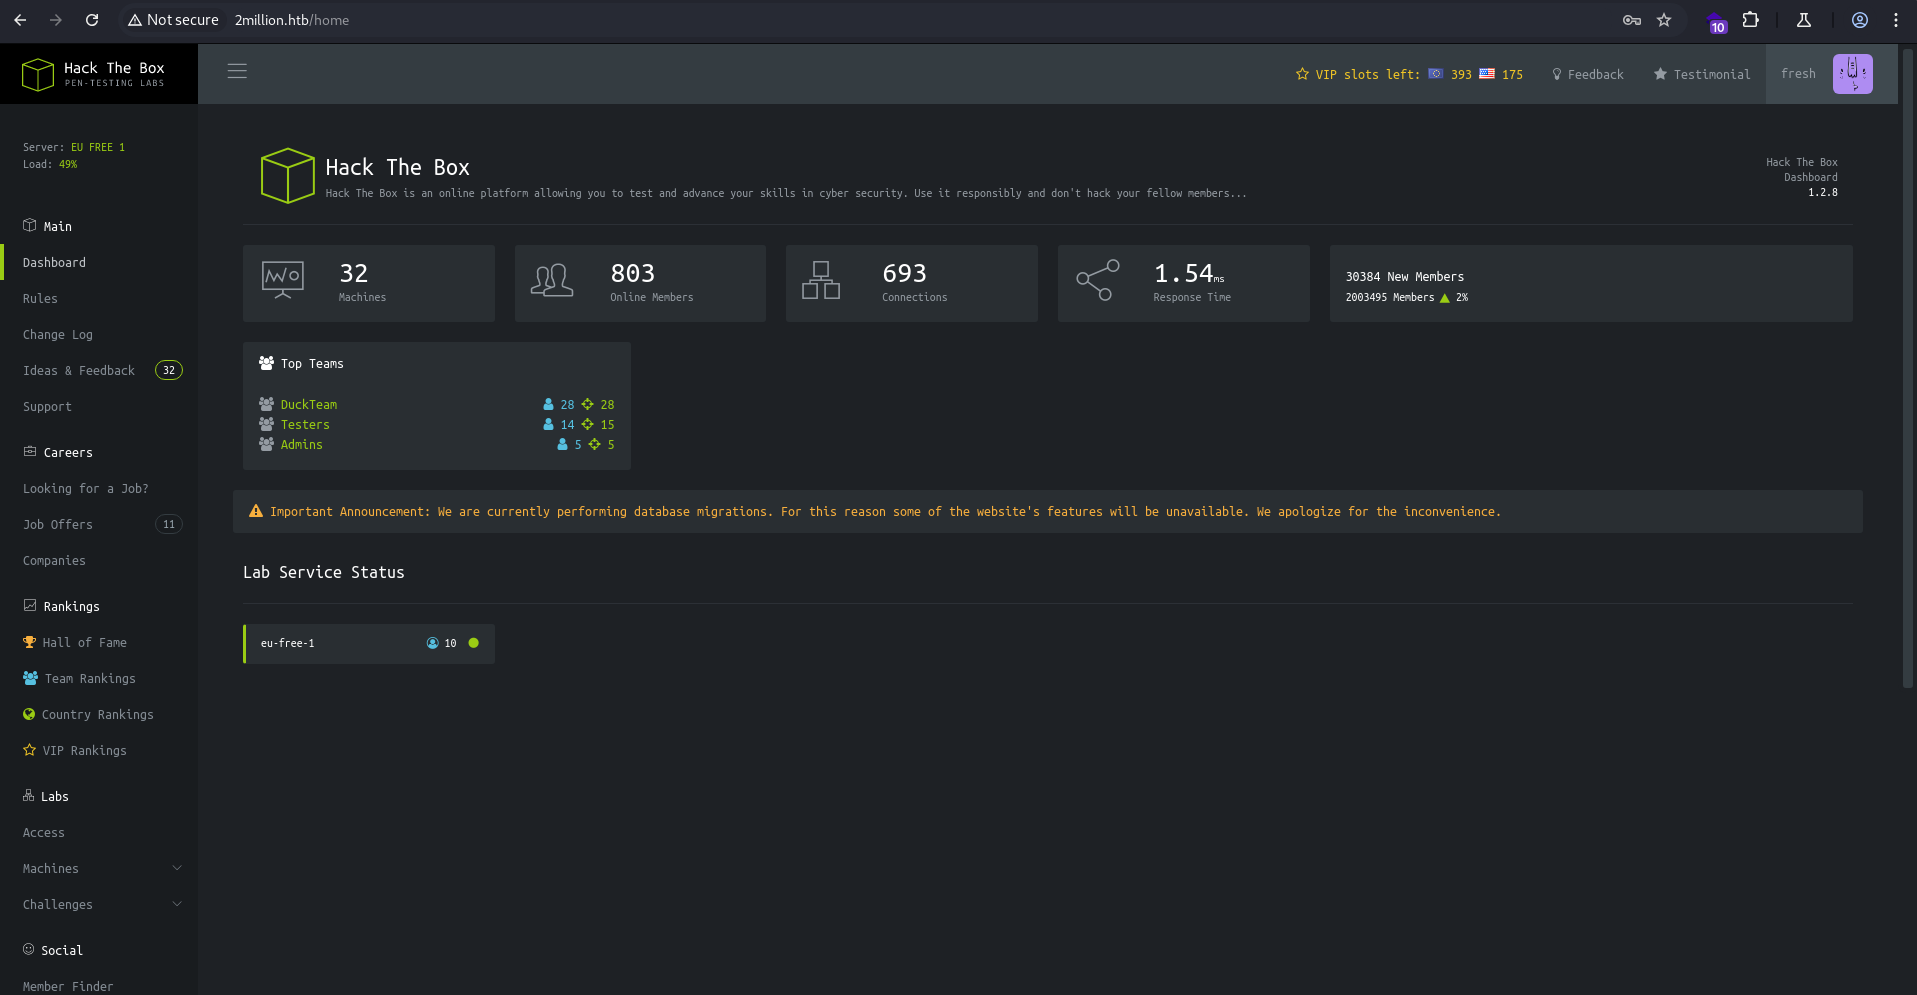 Not secure 2million.htb/home
10
Hack The Box
PEN-TESTING LABS
VIP slots left: 393 175 Feedback Testimonial fresh
Server: EU FREE 1
Load: 49%
Main
Dashboard
Rules
Change Log
Ideas & Feedback 32
Support
Careers
Looking for a Job?
Job Offers 11
Companies
Rankings
Hall of Fame
Team Rankings
Country Rankings
VIP Rankings
Labs
Access
Machines
Challenges
Social
Member Finder
Hack The Box
Hack The Box is an online platform allowing you to test and advance your skills in cyber security. Use it responsibly and don't hack your fellow members...
Hack The Box
Dashboard
1.2.8
32
Machines
803
Online Members
693
Connections
1.54ms
Response Time
30384 New Members
2003495 Members 2%
Top Teams
DuckTeam 28 28
Testers 14 15
Admins 5 5
Important Announcement: We are currently performing database migrations. For this reason some of the website's features will be unavailable. We apologize for the inconvenience.
Lab Service Status
eu-free-1 10